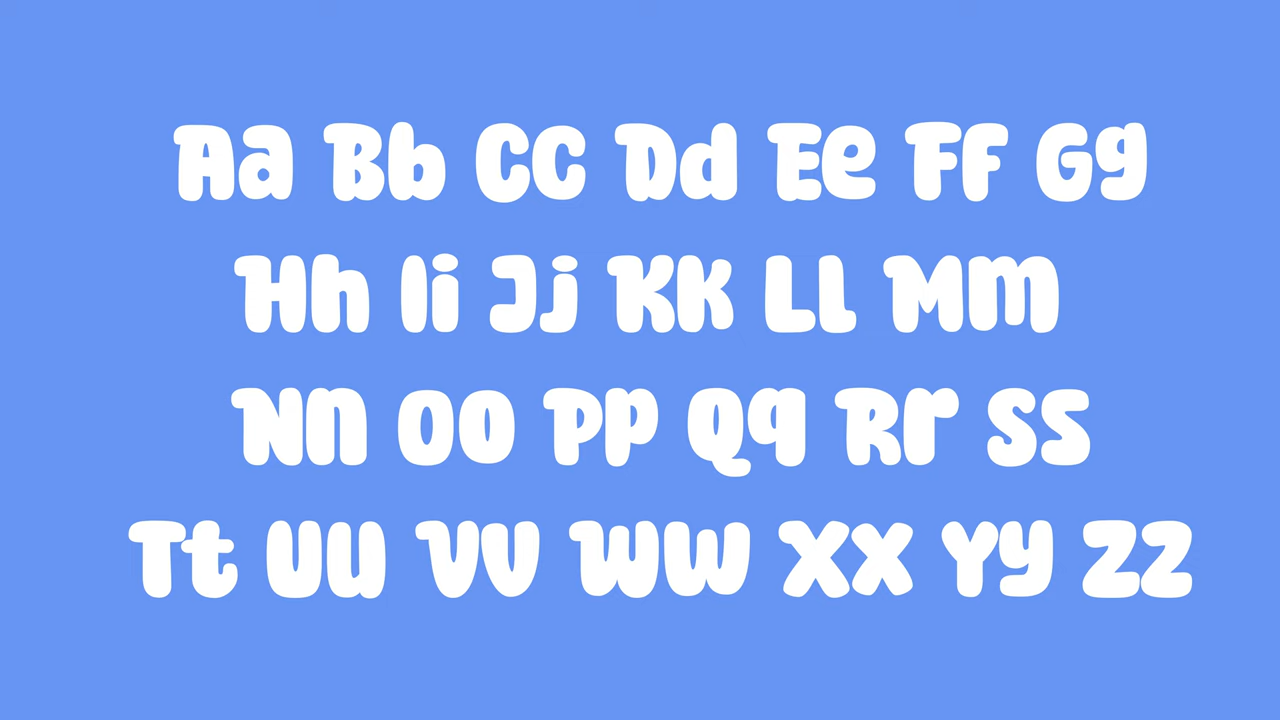 Aa Bb Cc Dd Ee Ff Gg
Hh Ii Jj Kk Ll Mm
Nn Oo Pp Qq Rr Ss
Tt Uu Vv Ww Xx Yy Zz